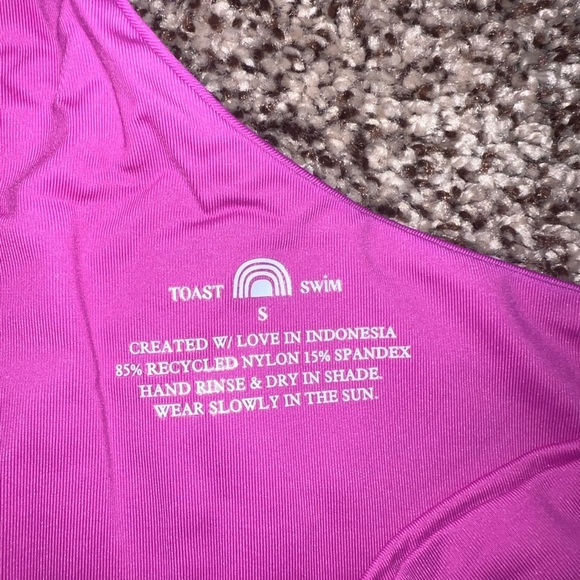 TOAST SWiM
S
CREATED W/ LOVE IN INDONESIA
85% RECYCLED NYLON 15% SPANDEX
HAND RINSE & DRY IN SHADE.
WEAR SLOWLY IN THE SUN.